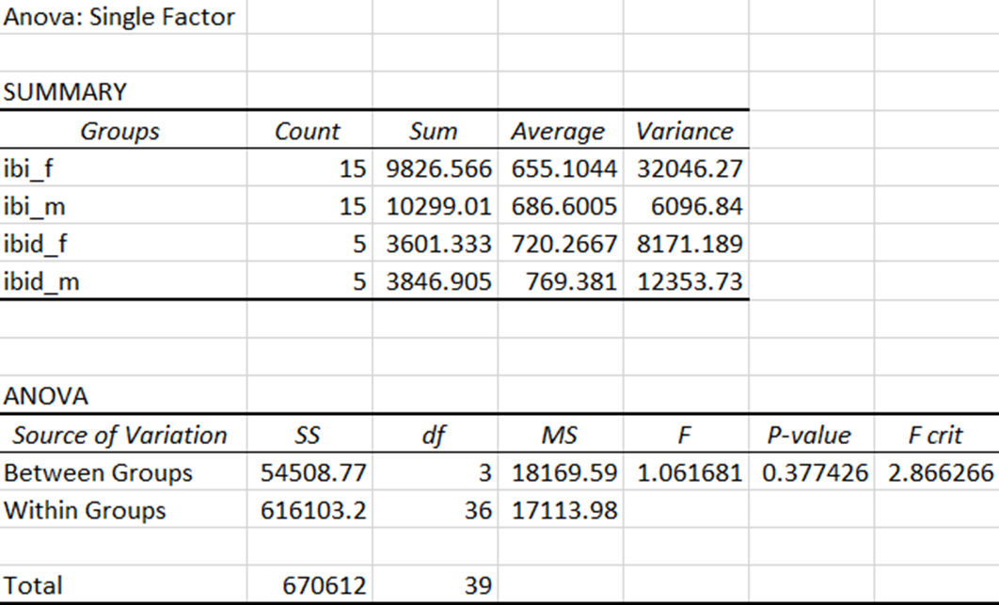 Anova: Single Factor
SUMMARY
Groups Count Sum Average Variance
ibi_f 15 9826.566 655.1044 32046.27
ibi_m 15 10299.01 686.6005 6096.84
ibid_f 5 3601.333 720.2667 8171.189
ibid_m 5 3846.905 769.381 12353.73
ANOVA
Source of Variation SS df MS F P-value F crit
Between Groups 54508.77 3 18169.59 1.061681 0.377426 2.866266
Within Groups 616103.2 36 17113.98
Total 670612 39